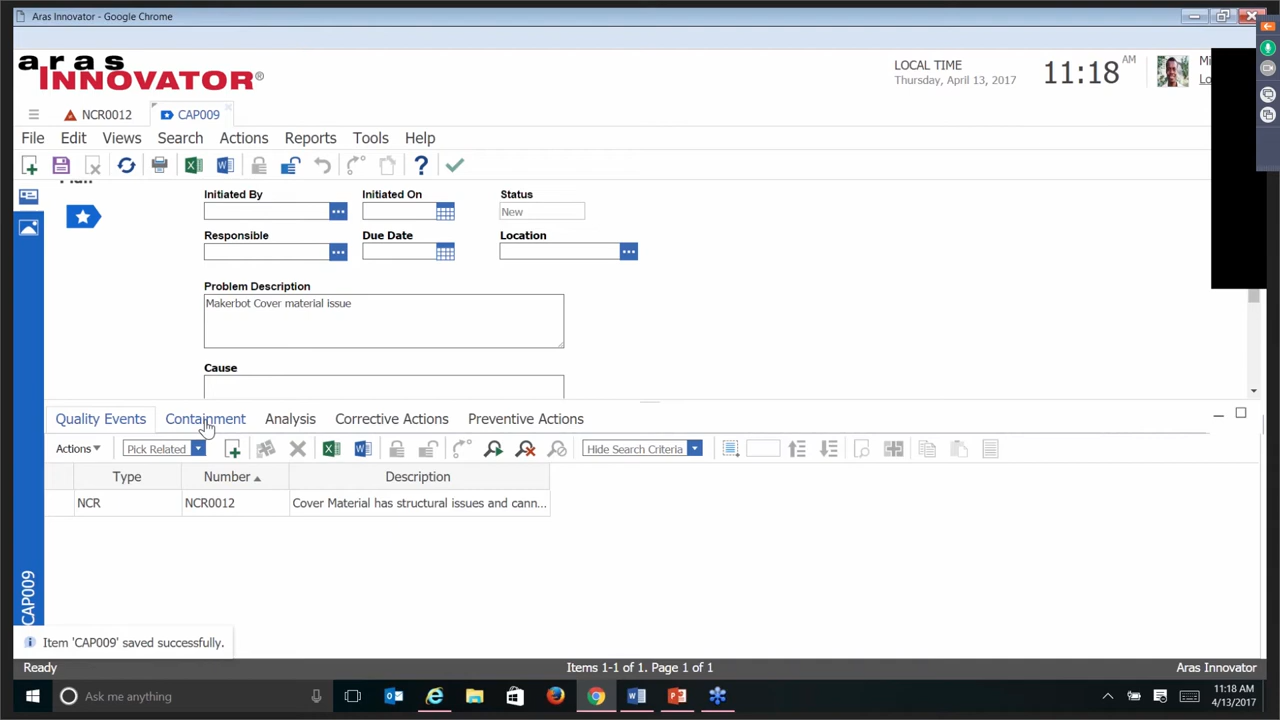 Aras Innovator - Google Chrome
aras
INNOVATOR®
LOCAL TIME
Thursday, April 13, 2017
11:18 AM
Mi
Lo
NCR0012
CAP009
File Edit Views Search Actions Reports Tools Help
Initiated By Initiated On Status
New
Responsible Due Date Location
Problem Description
Makerbot Cover material issue
Cause
Quality Events Containment Analysis Corrective Actions Preventive Actions
Actions Pick Related Hide Search Criteria
Type Number Description
NCR NCR0012 Cover Material has structural issues and cann...
CAP009
Item 'CAP009' saved successfully.
Ready Items 1-1 of 1. Page 1 of 1 Aras Innovator
Ask me anything
11:18 AM
4/13/2017